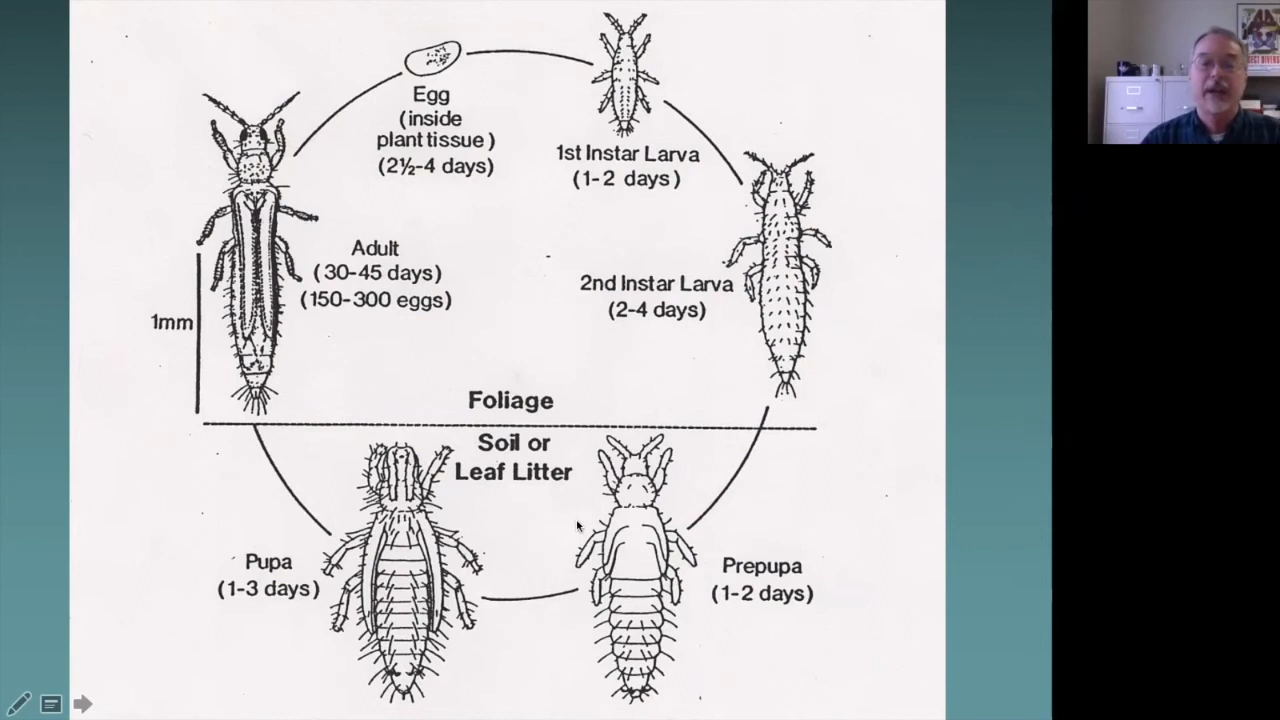 Egg
(inside
plant tissue)
(2½-4 days)
1st Instar Larva
(1-2 days)
2nd Instar Larva
(2-4 days)
Adult
(30-45 days)
(150-300 eggs)
1mm
Foliage
Soil or
Leaf Litter
Pupa
(1-3 days)
Prepupa
(1-2 days)